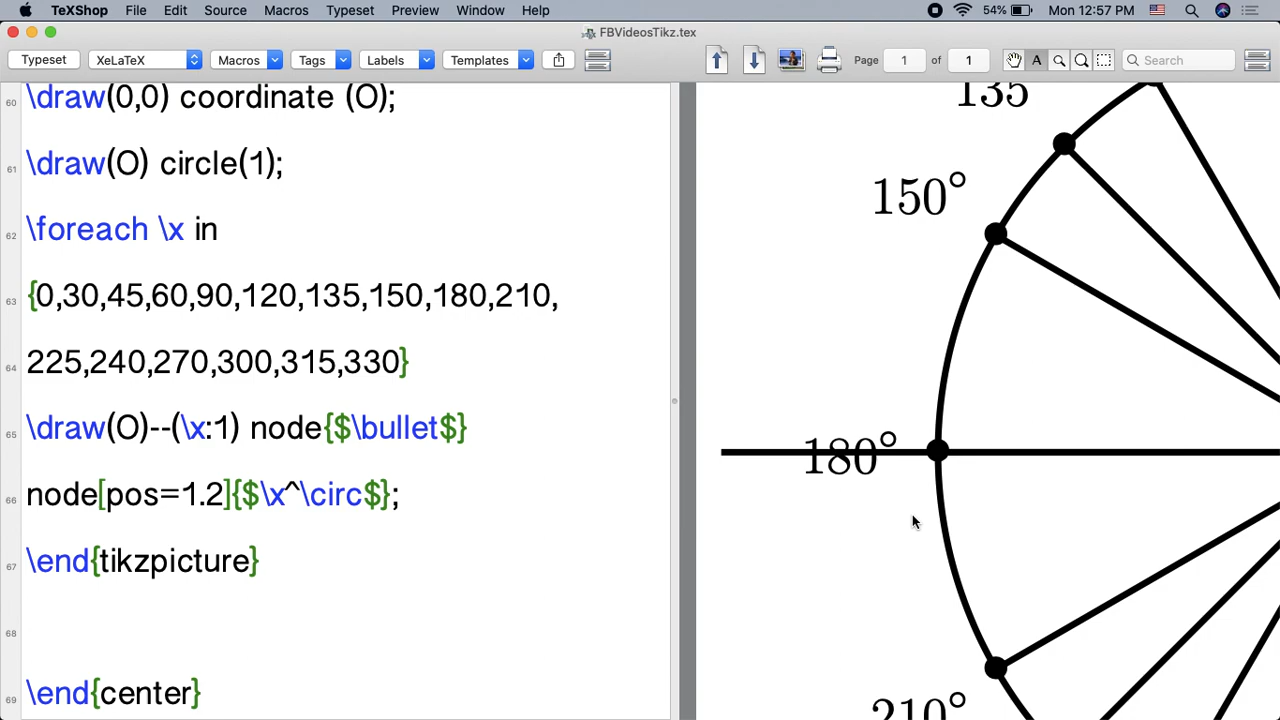 TeXShop File Edit Source Macros Typeset Preview Window Help 54% Mon 12:57 PM
FBVideosTikz.tex
Typeset XeLaTeX Macros Tags Labels Templates Page 1 of 1 A Search
60 \draw(0,0) coordinate (O);
61 \draw(O) circle(1);
62 \foreach \x in
63 {0,30,45,60,90,120,135,150,180,210,
64 225,240,270,300,315,330}
65 \draw(O)--(\x:1) node{$\bullet$}
66 node[pos=1.2]{$\x^\circ$};
67 \end{tikzpicture}
68
69 \end{center}
135
150°
180°
210°